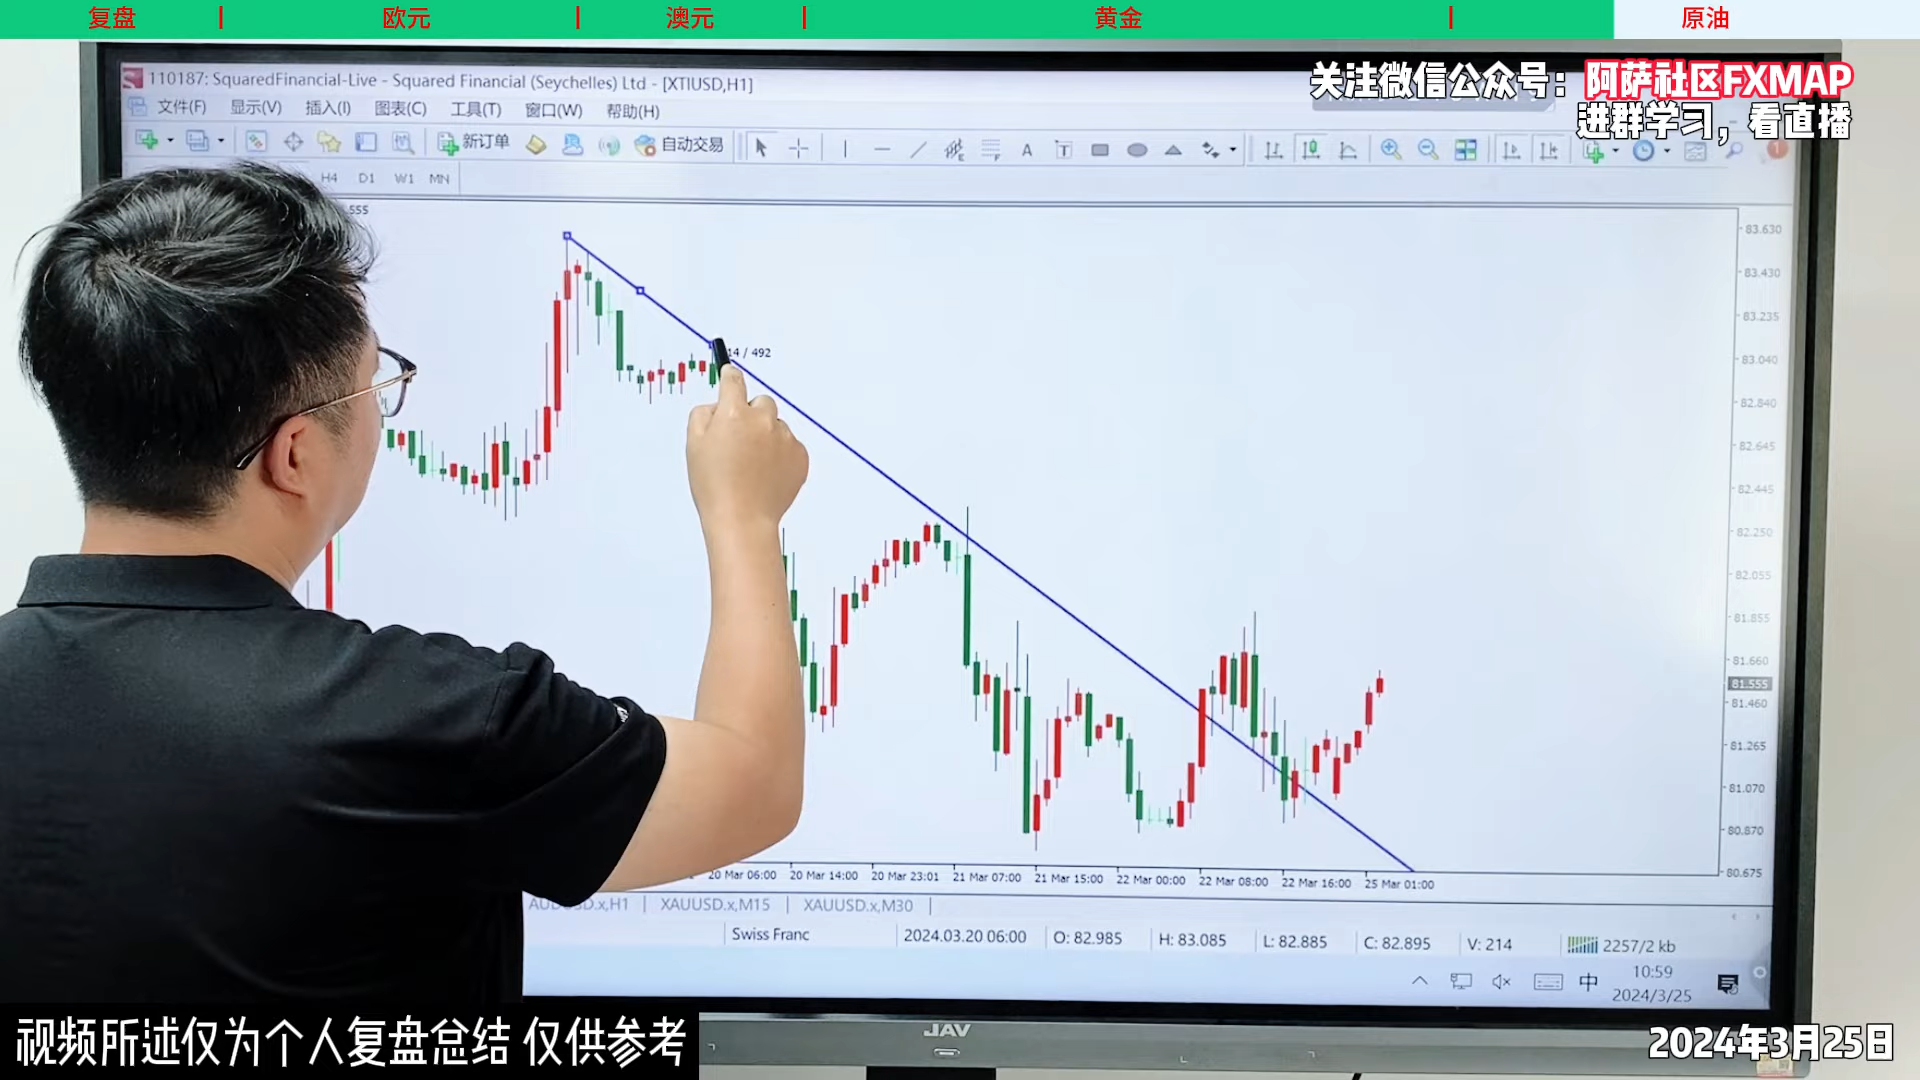 复盘 | 欧元 | 澳元 | 黄金 | 原油
110187: SquaredFinancial-Live - Squared Financial (Seychelles) Ltd - [XTIUSD,H1]
关注微信公众号：阿萨社区FXMAP
进群学习，看直播
文件(F) 显示(V) 插入(I) 图表(C) 工具(T) 窗口(W) 帮助(H)
新订单 自动交易
H4 D1 W1 MN
.555
14 / 492
83.630
83.430
83.235
83.040
82.840
82.645
82.445
82.250
82.055
81.855
81.660
81.555
81.460
81.265
81.070
80.870
80.675
20 Mar 06:00 20 Mar 14:00 20 Mar 23:01 21 Mar 07:00 21 Mar 15:00 22 Mar 00:00 22 Mar 08:00 22 Mar 16:00 25 Mar 01:00
XAUUSD.x,M15 | XAUUSD.x,M30 |
Swiss Franc 2024.03.20 06:00 O: 82.985 H: 83.085 L: 82.885 C: 82.895 V: 214 2257/2 kb
中 10:59
2024/3/25
JAV
视频所述仅为个人复盘总结 仅供参考
2024年3月25日